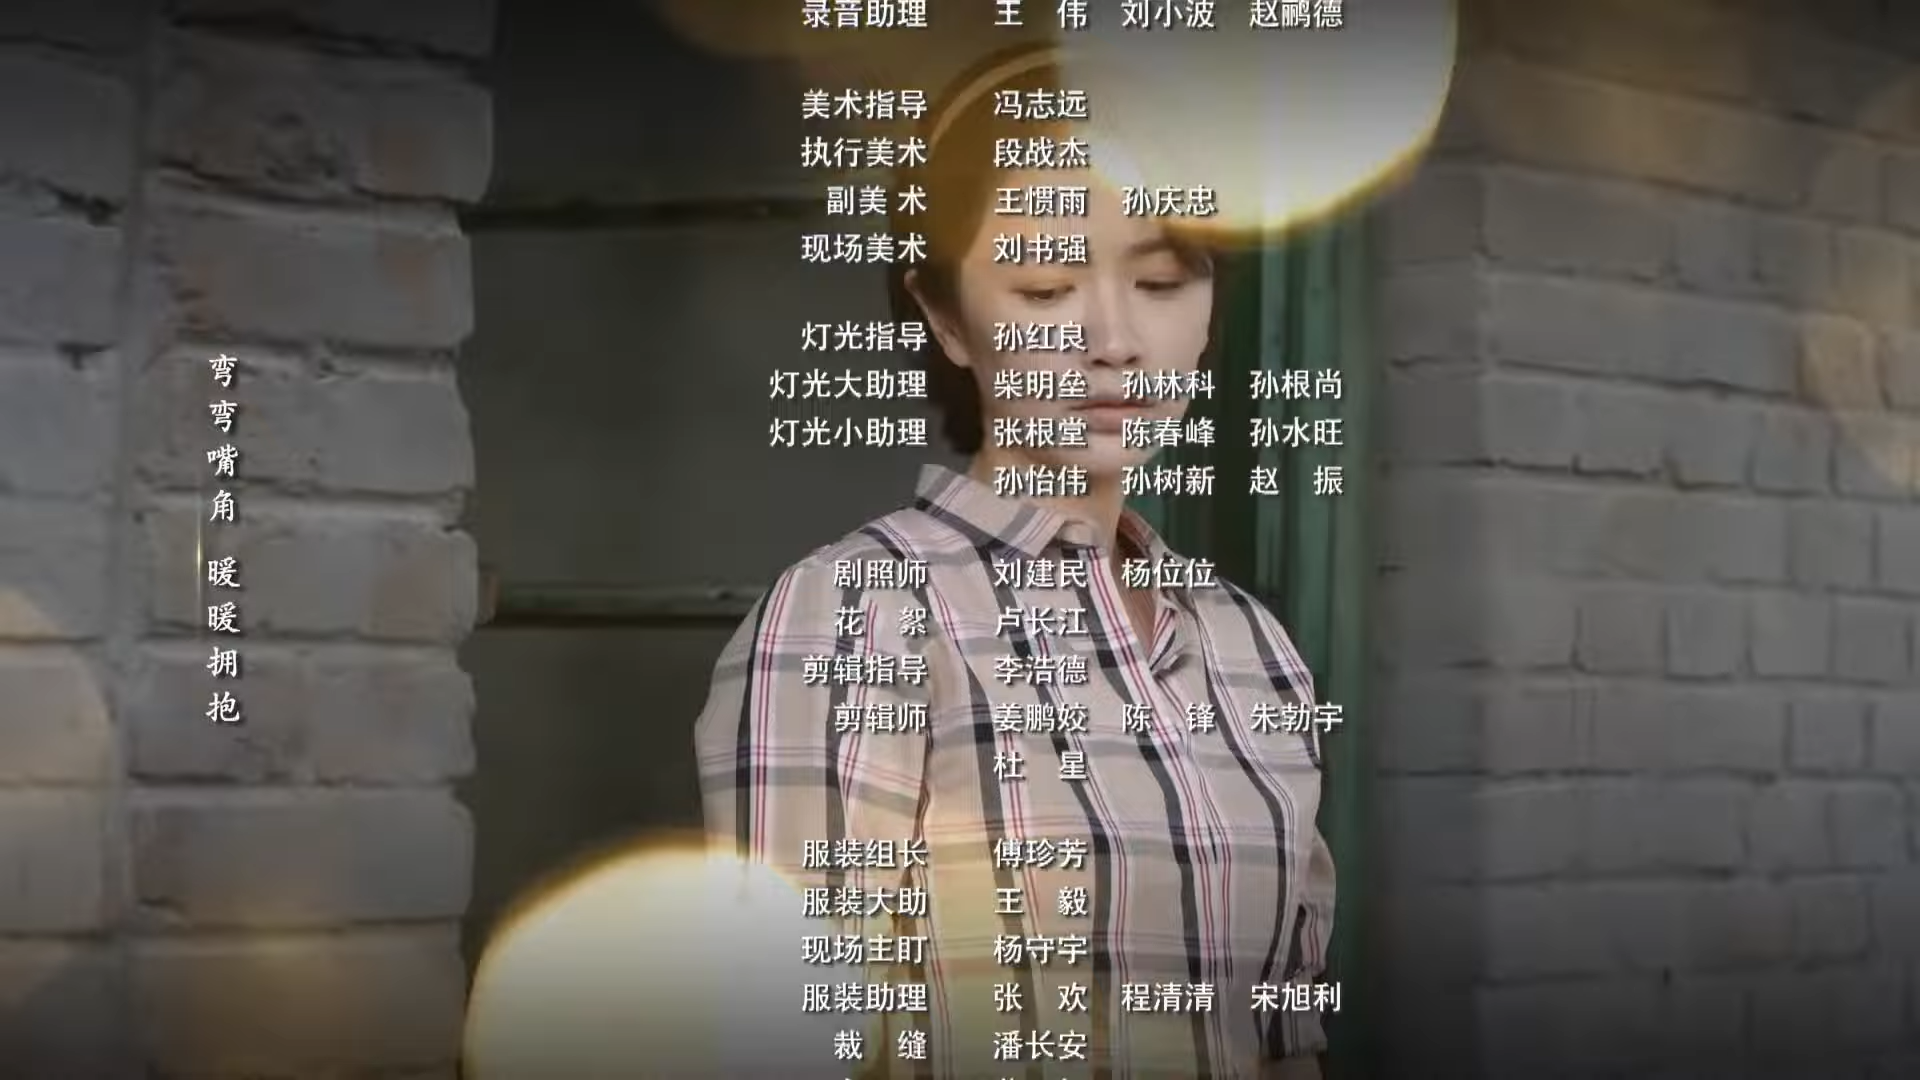 录音助理 王 伟 刘小波 赵鹂德
美术指导 冯志远
执行美术 段战杰
副美 术 王惯雨 孙庆忠
现场美术 刘书强
灯光指导 孙红良
灯光大助理 柴明垒 孙林科 孙根尚
灯光小助理 张根堂 陈春峰 孙水旺
孙怡伟 孙树新 赵 振
剧照师 刘建民 杨位位
花 絮 卢长江
剪辑指导 李浩德
剪辑师 姜鹏姣 陈 锋 朱勃宇
杜 星
服装组长 傅珍芳
服装大助 王 毅
现场主盯 杨守宇
服装助理 张 欢 程清清 宋旭利
裁 缝 潘长安
弯弯嘴角 暖暖拥抱